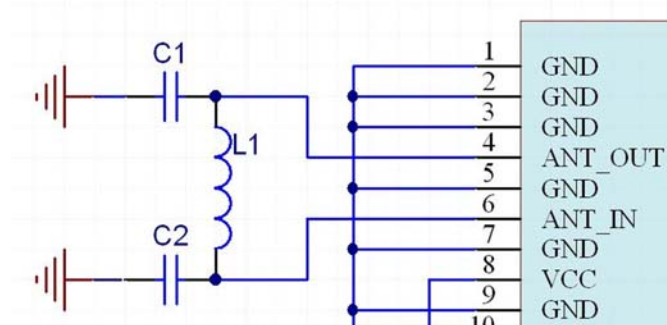 C1
L1
C2
1 GND
2 GND
3 GND
4 ANT_OUT
5 GND
6 ANT_IN
7 GND
8 VCC
9 GND
10